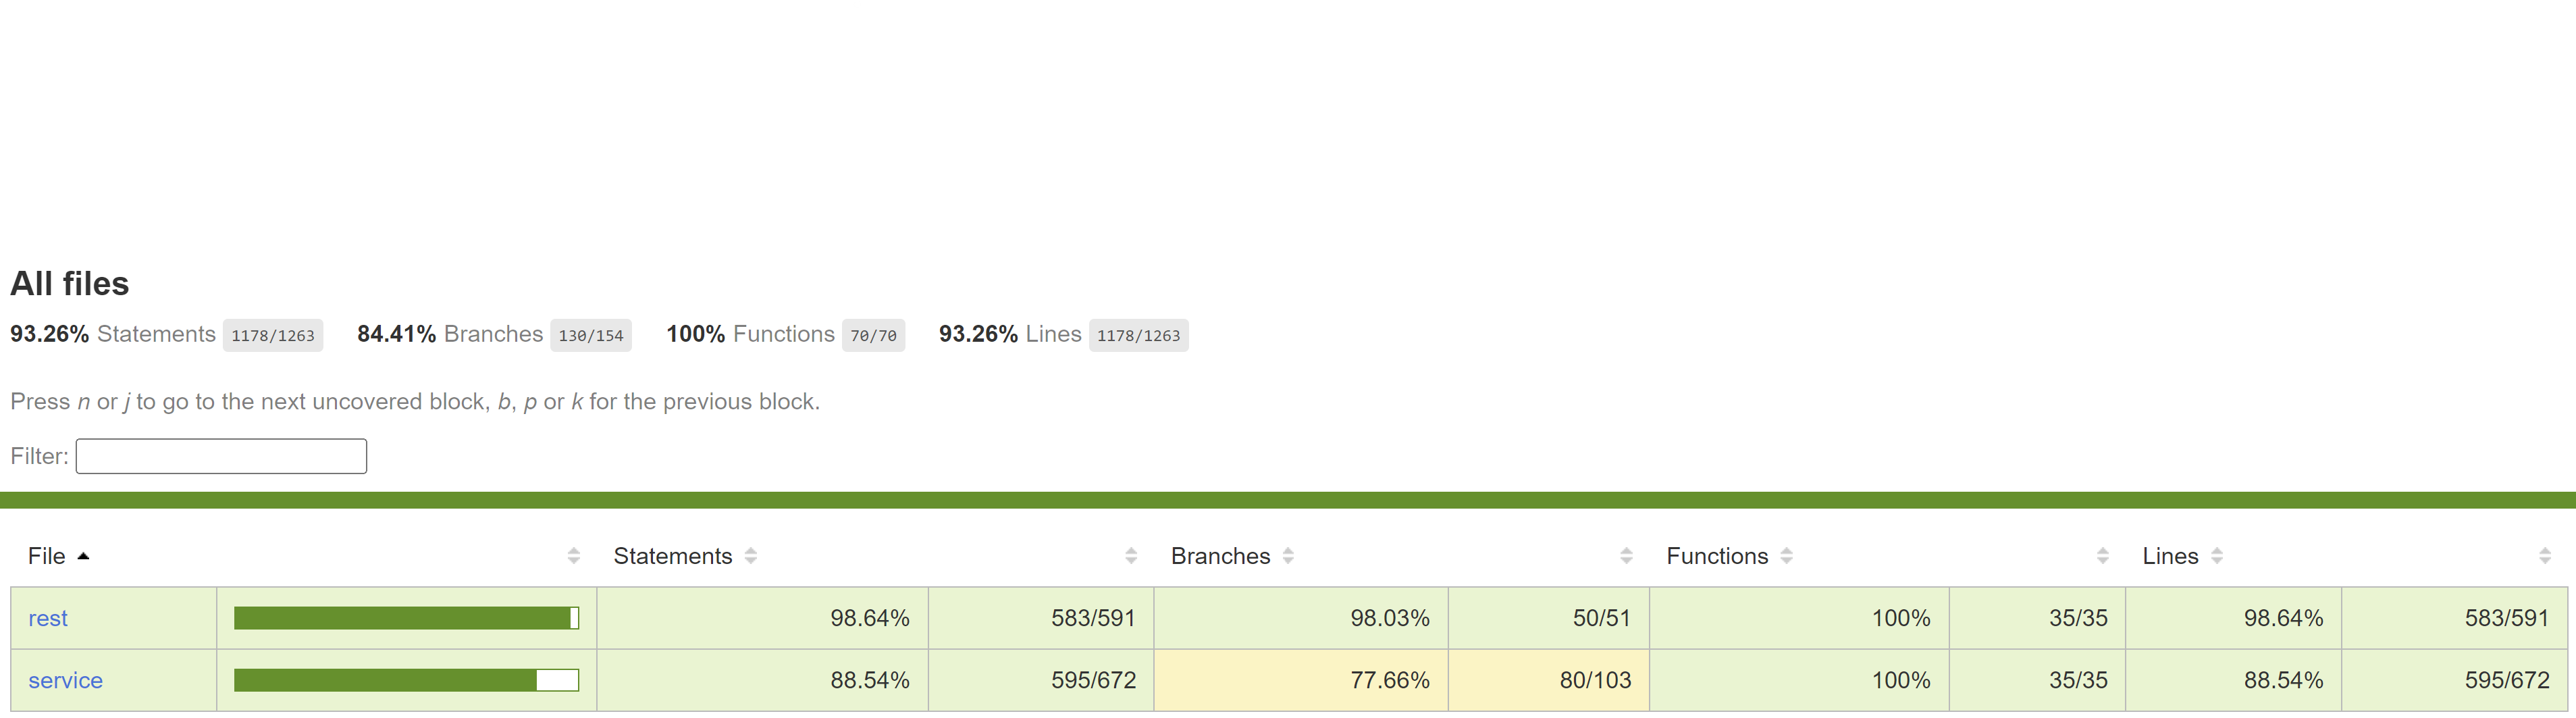 All files
93.26% Statements 1178/1263 84.41% Branches 130/154 100% Functions 70/70 93.26% Lines 1178/1263
Press n or j to go to the next uncovered block, b, p or k for the previous block.
Filter:
File Statements Branches Functions Lines
rest 98.64% 583/591 98.03% 50/51 100% 35/35 98.64% 583/591
service 88.54% 595/672 77.66% 80/103 100% 35/35 88.54% 595/672